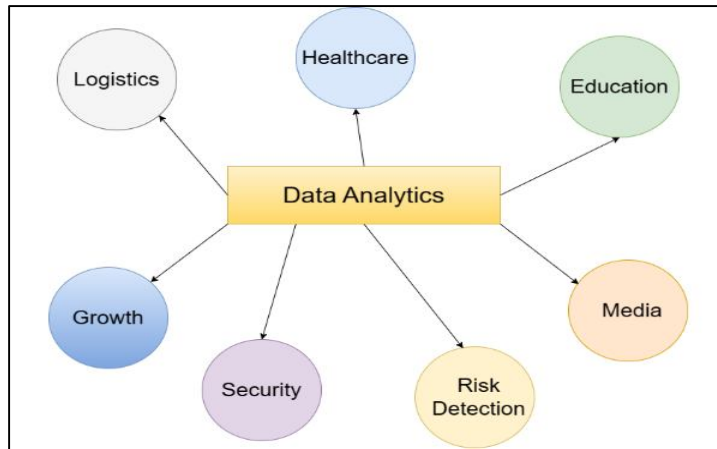 Healthcare
Logistics
Education
Data Analytics
Growth
Media
Security
Risk
Detection